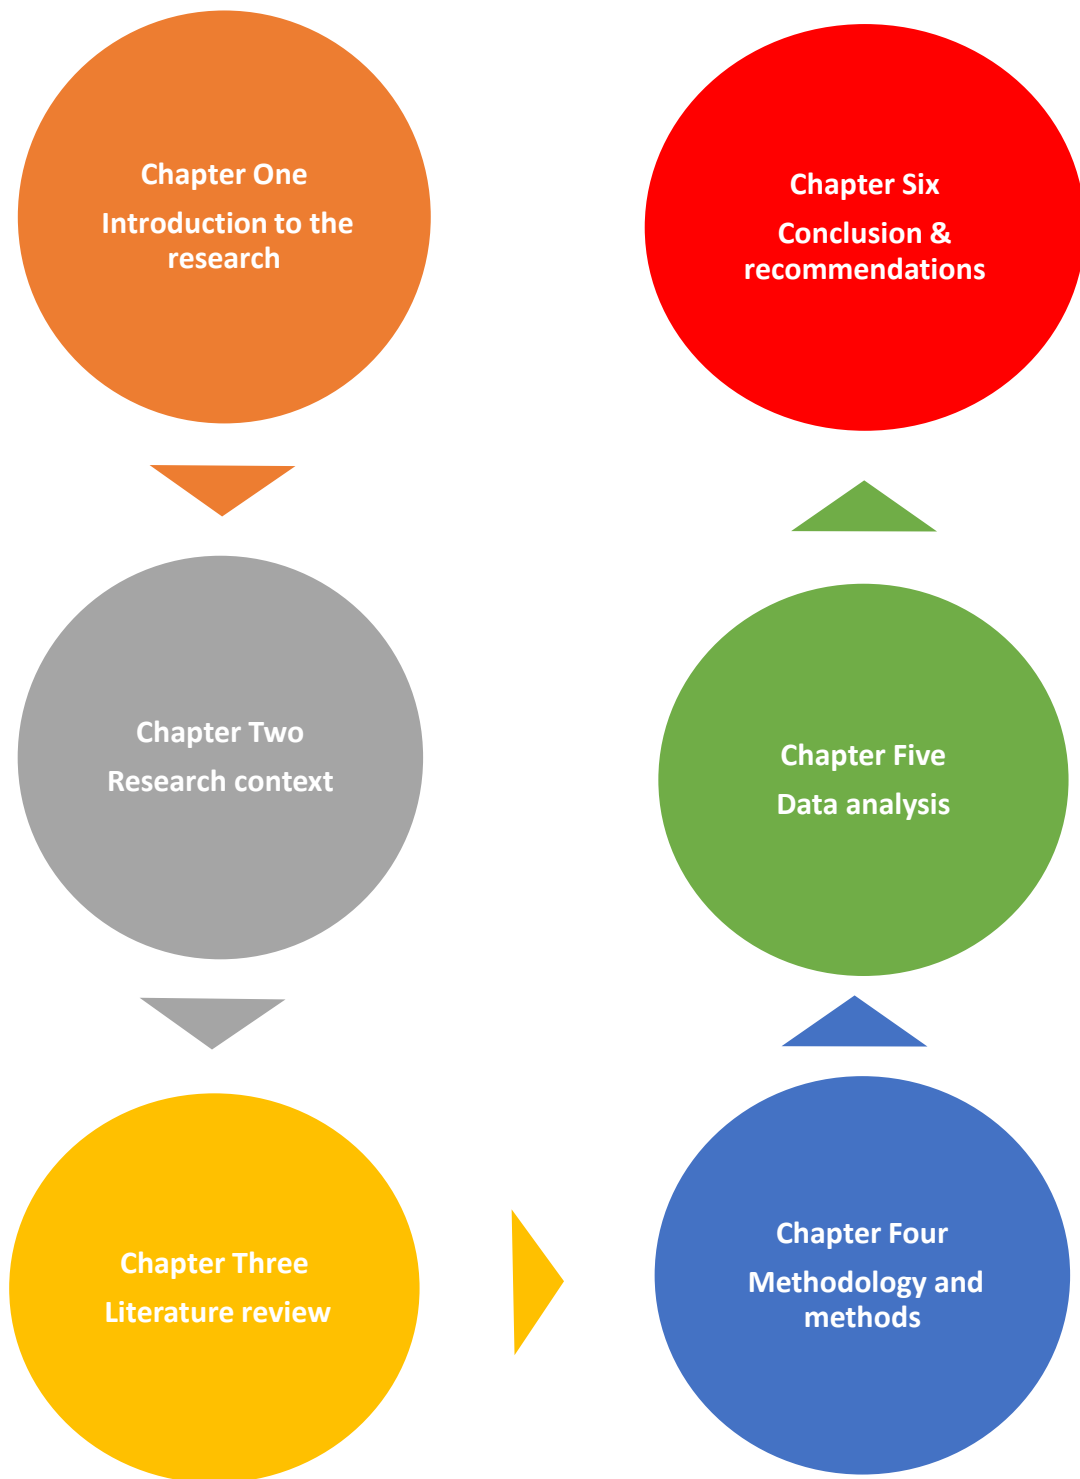 Chapter One
Introduction to the
research
Chapter Two
Research context
Chapter Three
Literature review
Chapter Four
Methodology and
methods
Chapter Five
Data analysis
Chapter Six
Conclusion &
recommendations